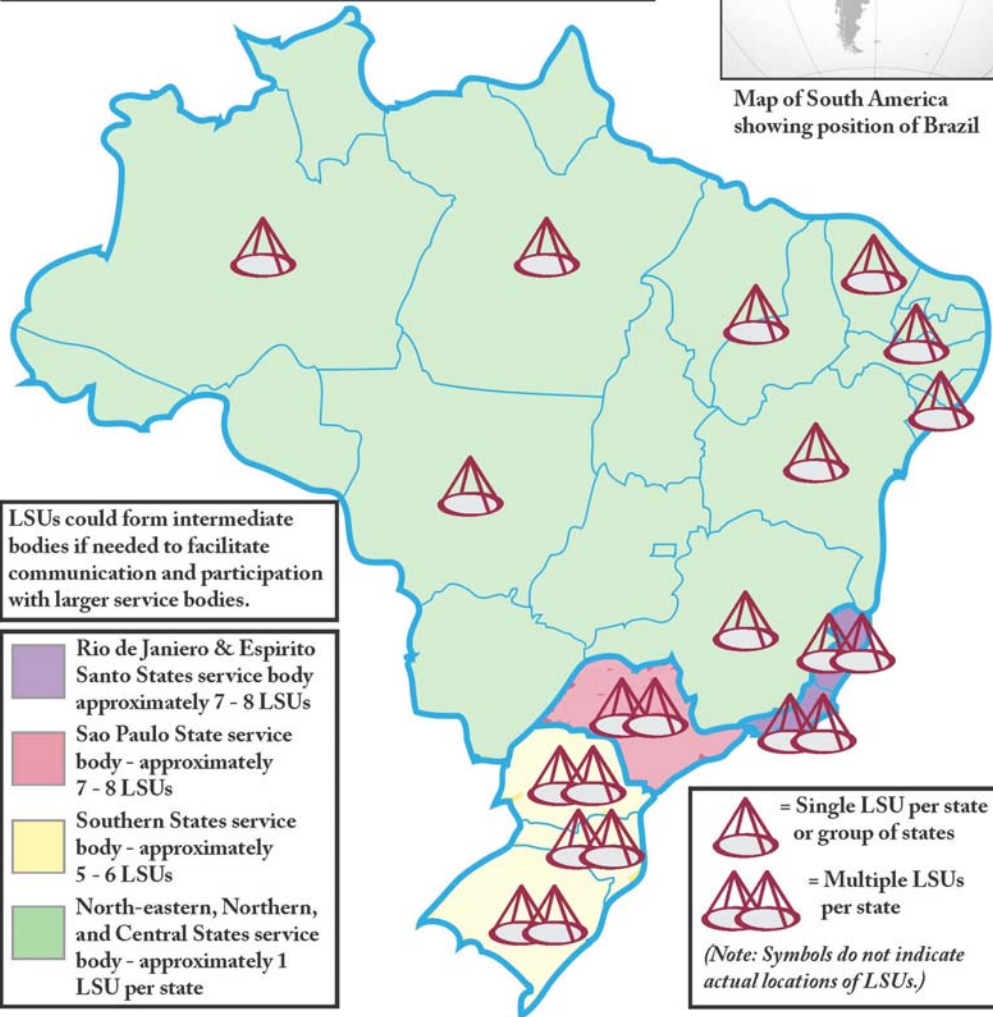 Map of South America
showing position of Brazil
LSUs could form intermediate
bodies if needed to facilitate
communication and participation
with larger service bodies.
Rio de Janiero & Espirito
Santo States service body
approximately 7 - 8 LSUs
Sao Paulo State service
body - approximately
7 - 8 LSUs
Southern States service
body - approximately
5 - 6 LSUs
North-eastern, Northern,
and Central States service
body - approximately 1
LSU per state
= Single LSU per state
or group of states
= Multiple LSUs
per state
(Note: Symbols do not indicate
actual locations of LSUs.)